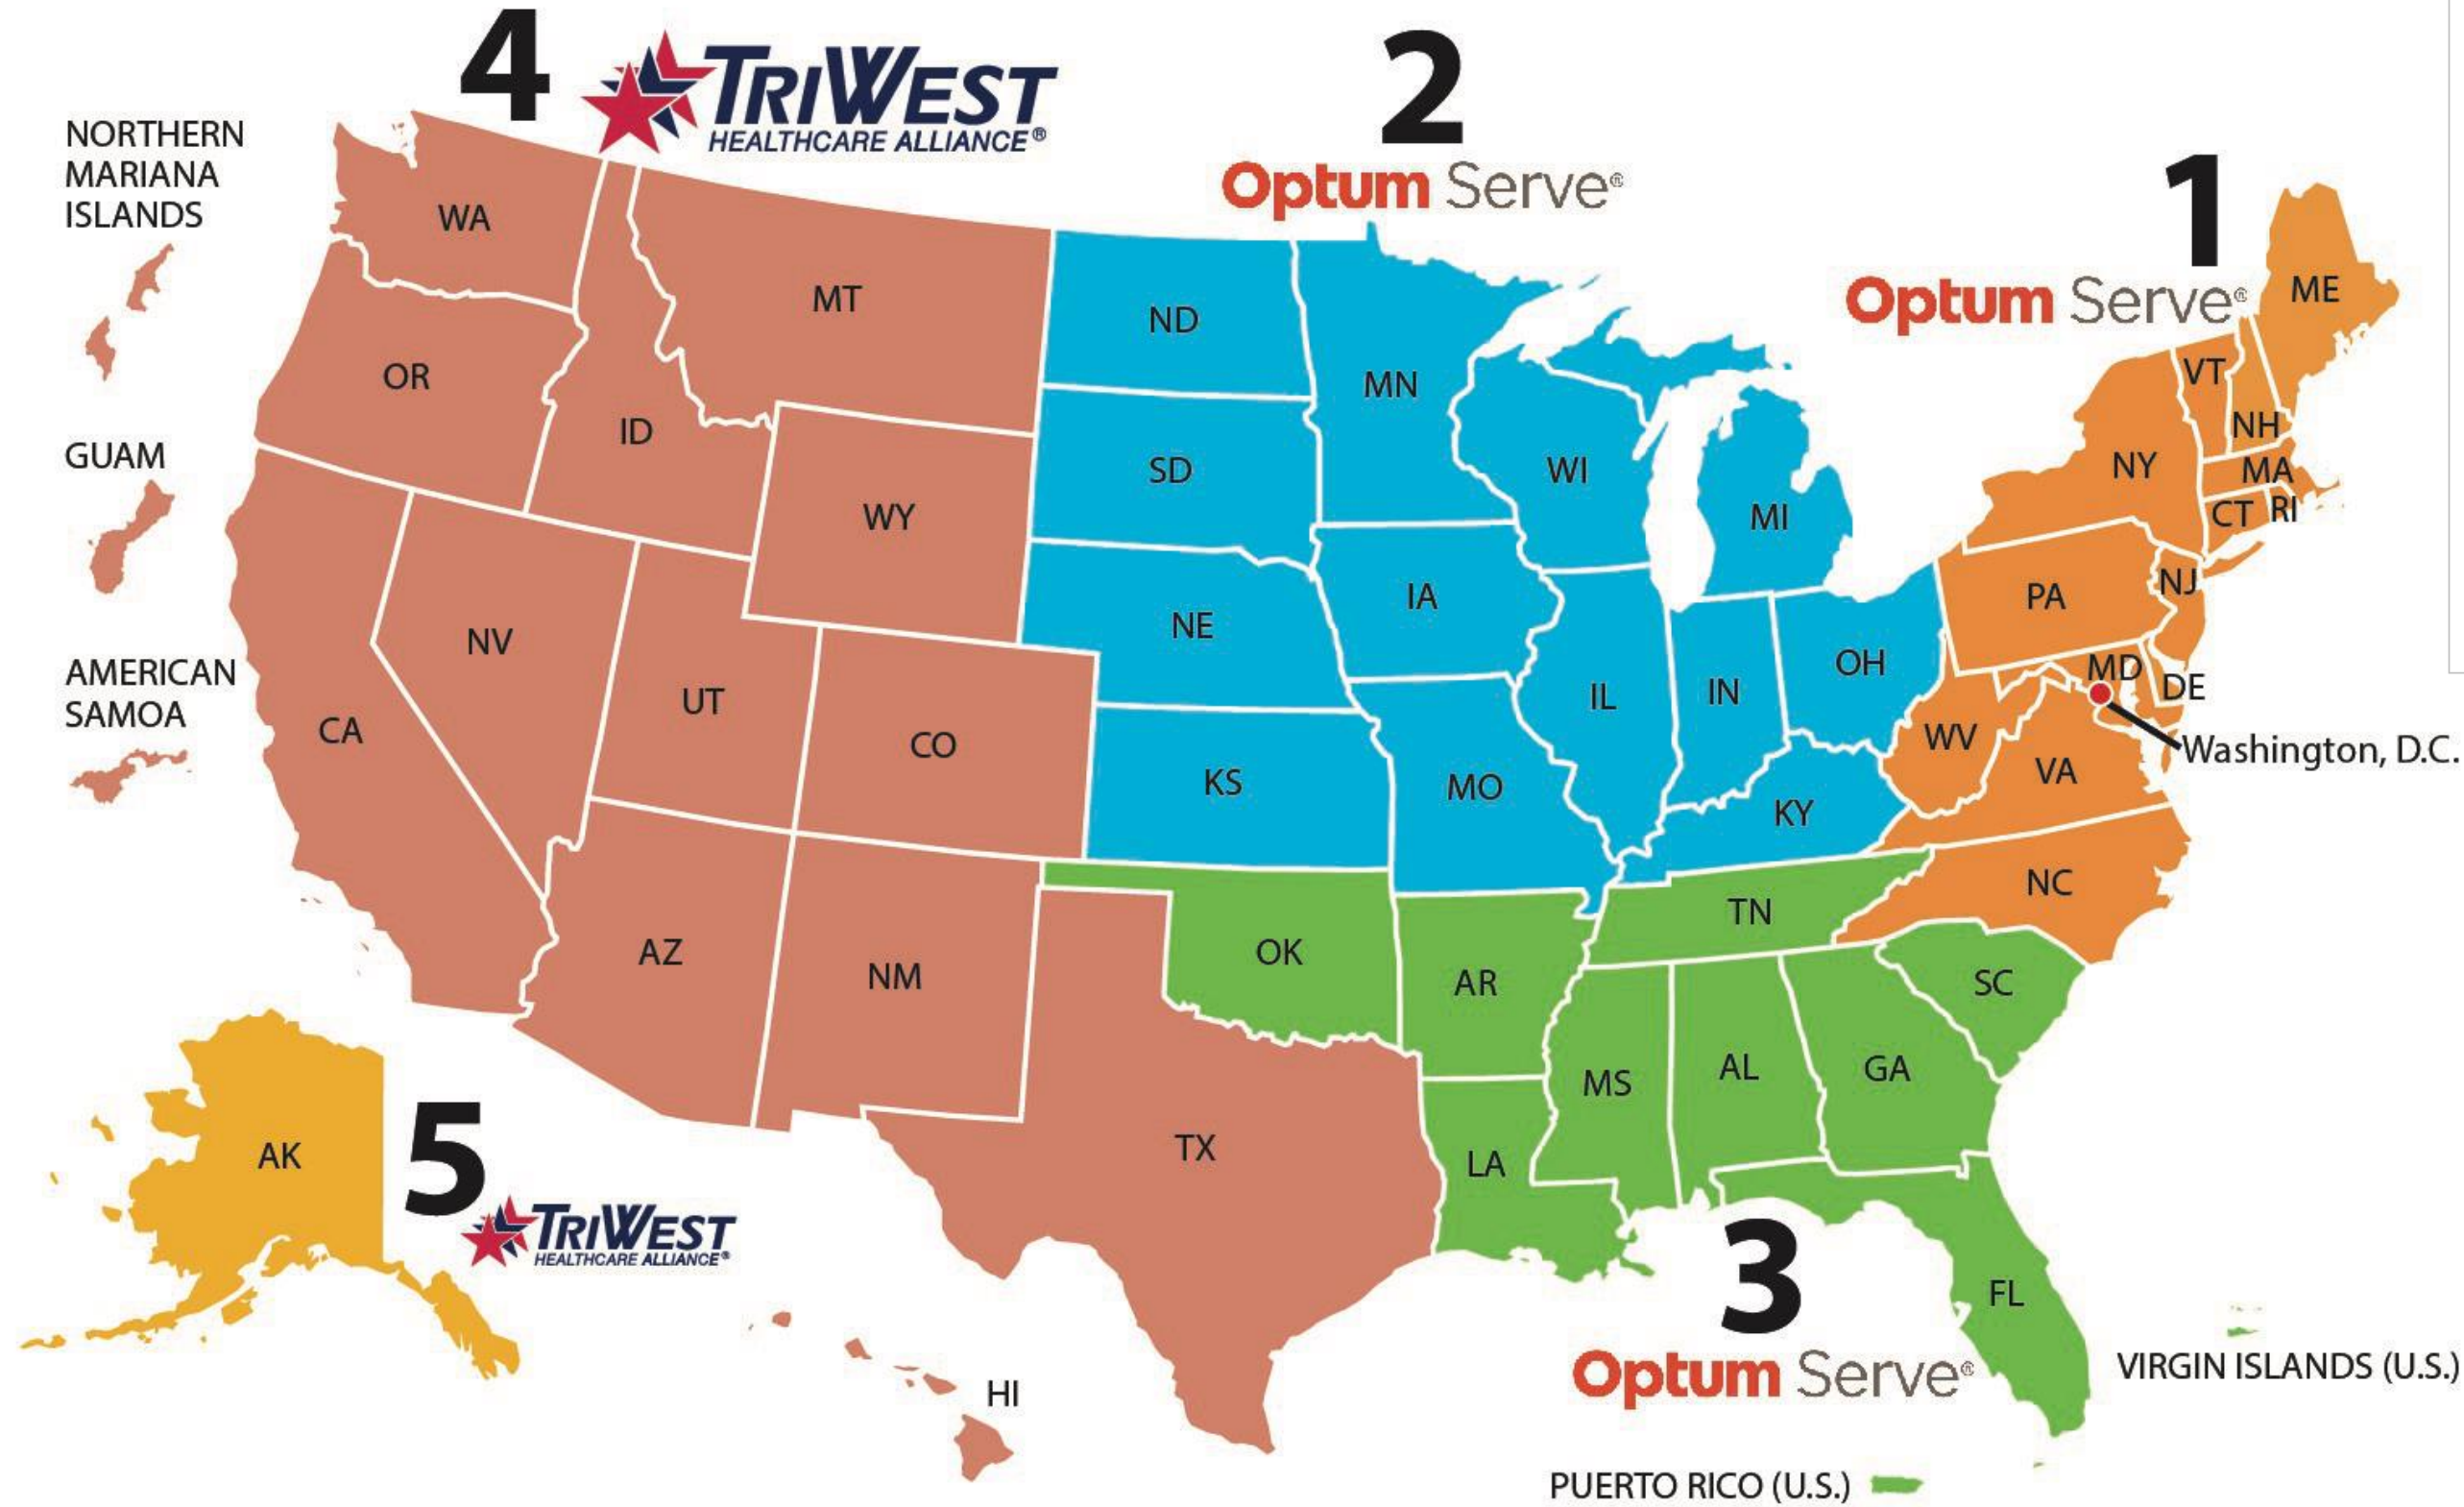 4
TRIWEST
HEALTHCARE ALLIANCE®
2
Optum Serve®
1
Optum Serve®
NORTHERN
MARIANA
ISLANDS
GUAM
AMERICAN
SAMOA
WA
OR
ID
MT
WY
CA
NV
UT
CO
AZ
NM
TX
ND
SD
NE
KS
MN
IA
MO
WI
IL
MI
IN
OH
KY
ME
VT
NH
NY
MA
CT
RI
PA
NJ
MD
DE
Washington, D.C.
WV
VA
NC
OK
AR
TN
LA
MS
AL
GA
SC
FL
AK
5
TRIWEST
HEALTHCARE ALLIANCE®
HI
3
Optum Serve®
VIRGIN ISLANDS (U.S.)
PUERTO RICO (U.S.)